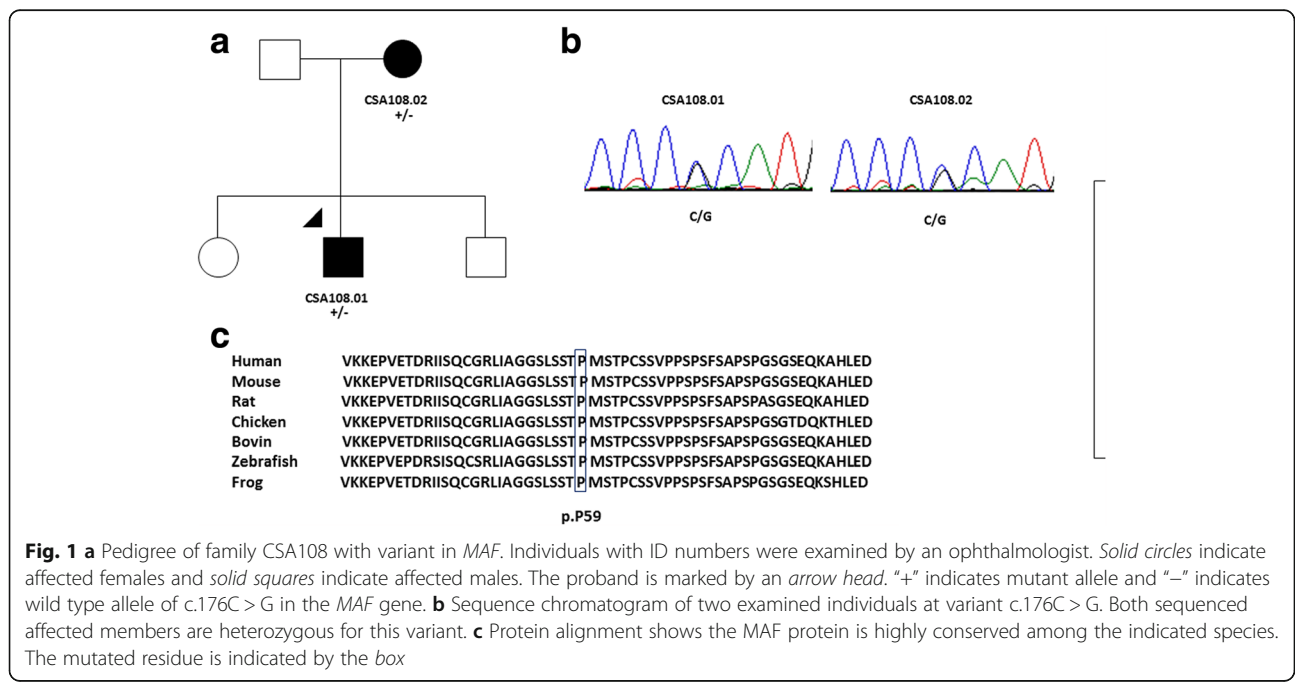 a
CSA108.02
+/-
CSA108.01
+/-
b
CSA108.01
CSA108.02
C/G
C/G
c
Human VKKEPVETDRIISQCGRLIAGGSLSSTPMSTPCSSVPPSPSFSAPSPGSGSEQKAHLED
Mouse VKKEPVETDRIISQCGRLIAGGSLSSTPMSTPCSSVPPSPSFSAPSPGSGSEQKAHLED
Rat VKKEPVETDRIISQCGRLIAGGSLSSTPMSTPCSSVPPSPSFSAPSPASGSEQKAHLED
Chicken VKKEPVETDRIISQCGRLIAGGSLSSTPMSTPCSSVPPSPSFSAPSPGSGTDQKTHLED
Bovin VKKEPVETDRIISQCGRLIAGGSLSSTPMSTPCSSVPPSPSFSAPSPGSGSEQKAHLED
Zebrafish VKKEPVEPDRSISQCSRLIAGGSLSSTPMSTPCSSVPPSPSFSAPSPGSGSEQKAHLED
Frog VKKEPVETDRIISQCGRLIAGGSLSSTPMSTPCSSVPPSPSFSAPSPGSGSEQKSHLED
p.P59
Fig. 1 a Pedigree of family CSA108 with variant in MAF. Individuals with ID numbers were examined by an ophthalmologist. Solid circles indicate
affected females and solid squares indicate affected males. The proband is marked by an arrow head. “+” indicates mutant allele and “−” indicates
wild type allele of c.176C > G in the MAF gene. b Sequence chromatogram of two examined individuals at variant c.176C > G. Both sequenced
affected members are heterozygous for this variant. c Protein alignment shows the MAF protein is highly conserved among the indicated species.
The mutated residue is indicated by the box